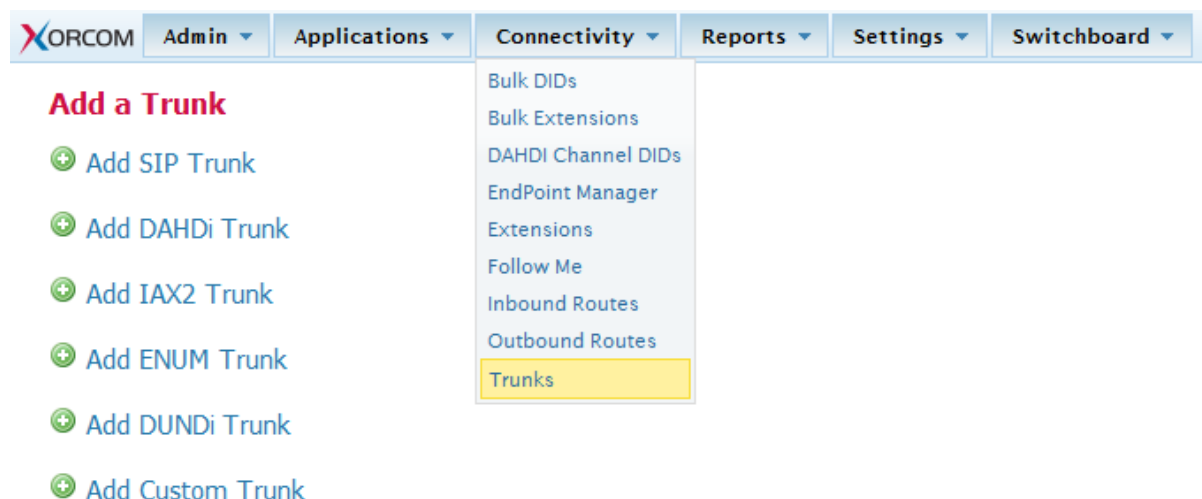 XORCOM Admin Applications Connectivity Reports Settings Switchboard
Add a Trunk
Add SIP Trunk
Add DAHDi Trunk
Add IAX2 Trunk
Add ENUM Trunk
Add DUNDi Trunk
Add Custom Trunk
Bulk DIDs
Bulk Extensions
DAHDI Channel DIDs
EndPoint Manager
Extensions
Follow Me
Inbound Routes
Outbound Routes
Trunks